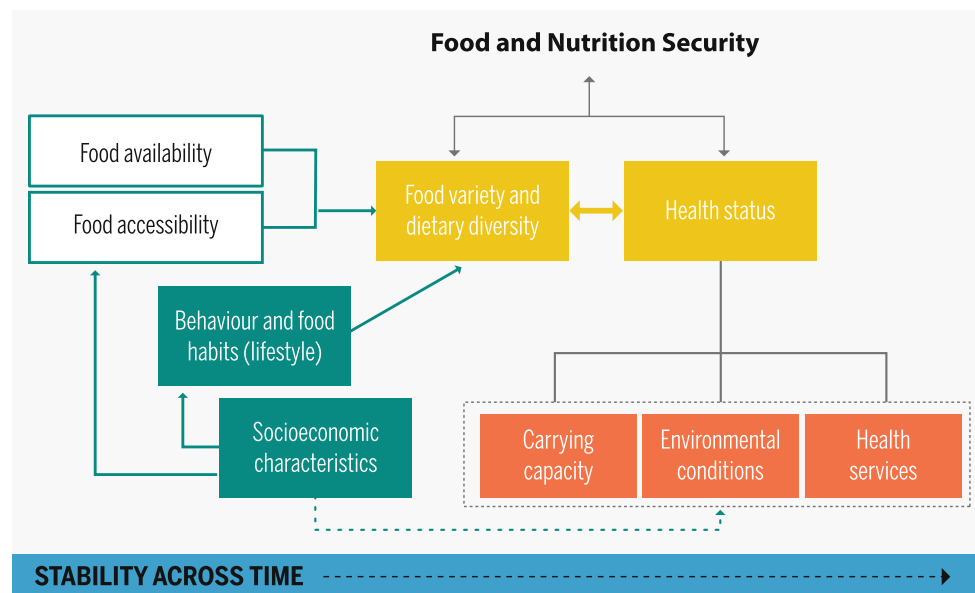 Food and Nutrition Security
Food availability
Food accessibility
Food variety and
dietary diversity
Health status
Behaviour and food
habits (lifestyle)
Socioeconomic
characteristics
Carrying
capacity
Environmental
conditions
Health
services
STABILITY ACROSS TIME